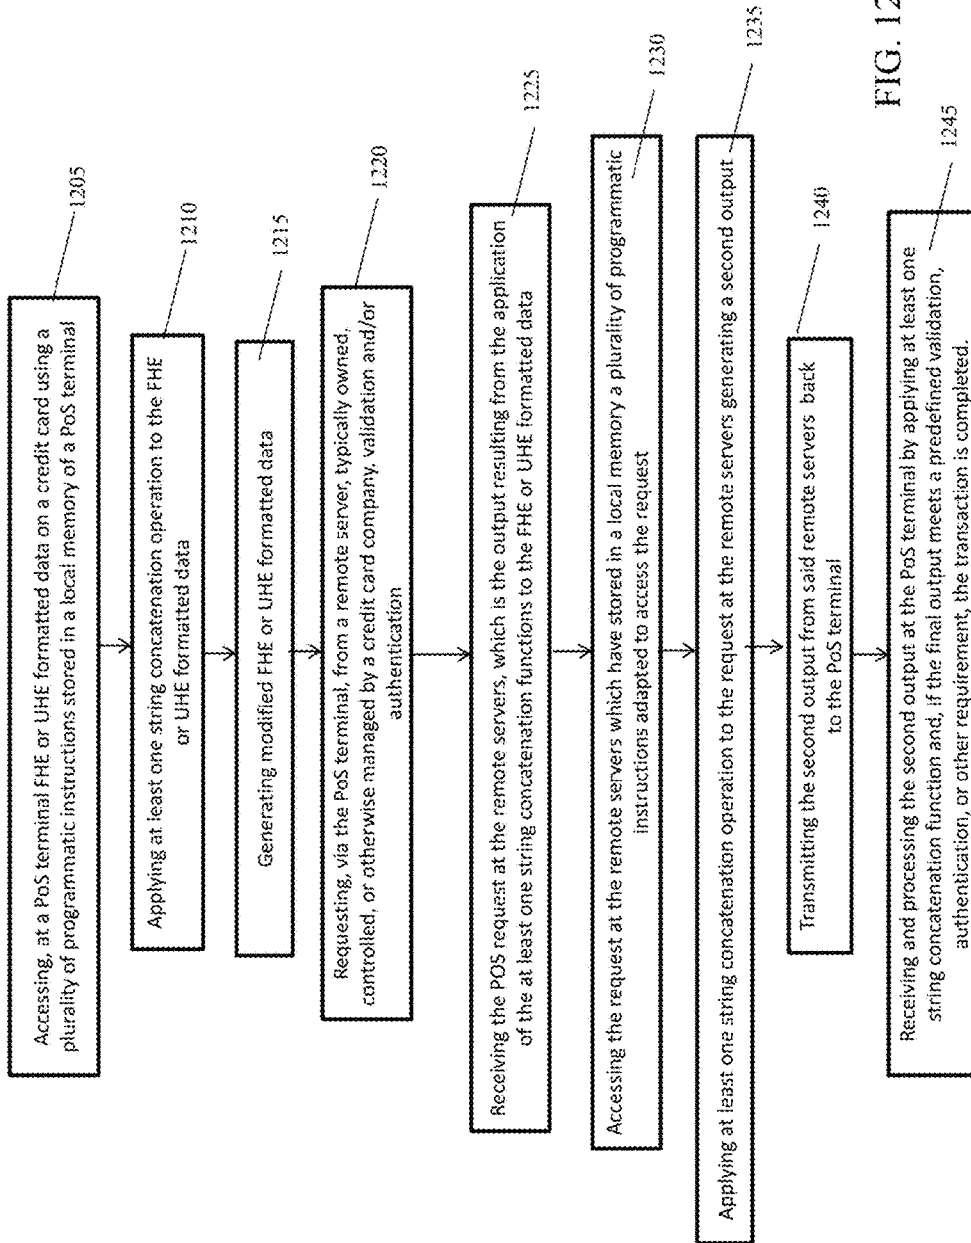 Accessing, at a PoS terminal FHE or UHE formatted data on a credit card using a
plurality of programmatic instructions stored in a local memory of a PoS terminal
1205
Applying at least one string concatenation operation to the FHE
or UHE formatted data
1210
Generating modified FHE or UHE formatted data
1215
Requesting, via the PoS terminal, from a remote server, typically owned,
controlled, or otherwise managed by a credit card company, validation and/or
authentication
1220
Receiving the POS request at the remote servers, which is the output resulting from the application
of the at least one string concatenation functions to the FHE or UHE formatted data
1225
Accessing the request at the remote servers which have stored in a local memory a plurality of programmatic
instructions adapted to access the request
1230
Applying at least one string concatenation operation to the request at the remote servers generating a second output
1235
Transmitting the second output from said remote servers back
to the PoS terminal
1240
Receiving and processing the second output at the PoS terminal by applying at least one
string concatenation function and, if the final output meets a predefined validation,
authentication, or other requirement, the transaction is completed.
1245
FIG. 12